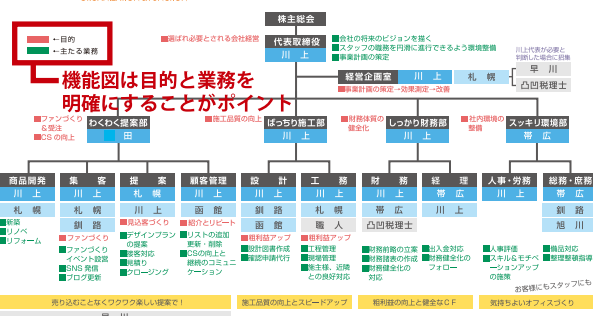 株主総会
←目的
←主たる業務
機能図は目的と業務を
明確にすることがポイント
選ばれ必要とされる会社経営
代表取締役
川 上
会社の将来のビジョンを描く
スタッフの職務を円滑に進行できるよう環境整備
事業計画の策定
経営企画室
川 上
札 幌
事業計画の策定→効果測定→改善
川上代表が必要と
判断した場合に招集
早 川
凸凹税理士
ファンづくり
&受注
CSの向上
わくわく提案部
田
施工品質の向上
ばっちり施工部
川 上
財務体質の
健全化
しっかり財務部
川 上
社内環境の
整備
スッキリ環境部
帯 広
商品開発
川 上
札 幌
新築
リノベ
リフォーム
集 客
川 上
札 幌
釧 路
ファンづくり
ファンづくり
イベント設営
SNS発信
ブログ更新
提 案
札 幌
川 上
見込客づくり
デザインプラン
の提案
接客対応
見積り
クロージング
顧客管理
川 上
函 館
紹介とリピート
リストの追加
更新・削除
CSの向上と
継続のコミュニ
ケーション
設 計
川 上
釧 路
函 館
粗利益アップ
設計図書作成
確認申請代行
工 務
川 上
札 幌
職 人
粗利益アップ
工程管理
現場管理
施主様、近隣
との良好対応
財 務
川 上
帯 広
凸凹税理士
財務前略の立案
財務諸表の作成
財務健全化の
対応
経 理
帯 広
川 上
出入金対応
財務健全化の
フォロー
人事・労務
川 上
人事評価
スキル&モチベ
ーションアップ
の施策
総務・庶務
帯 広
釧 路
旭 川
備品対応
整理整頓指導
お客様にもスタッフにも
売り込むことなくワクワク楽しい提案で!
施工品質の向上とスピードアップ
粗利益の向上と健全なCF
気持ちよいオフィスづくり